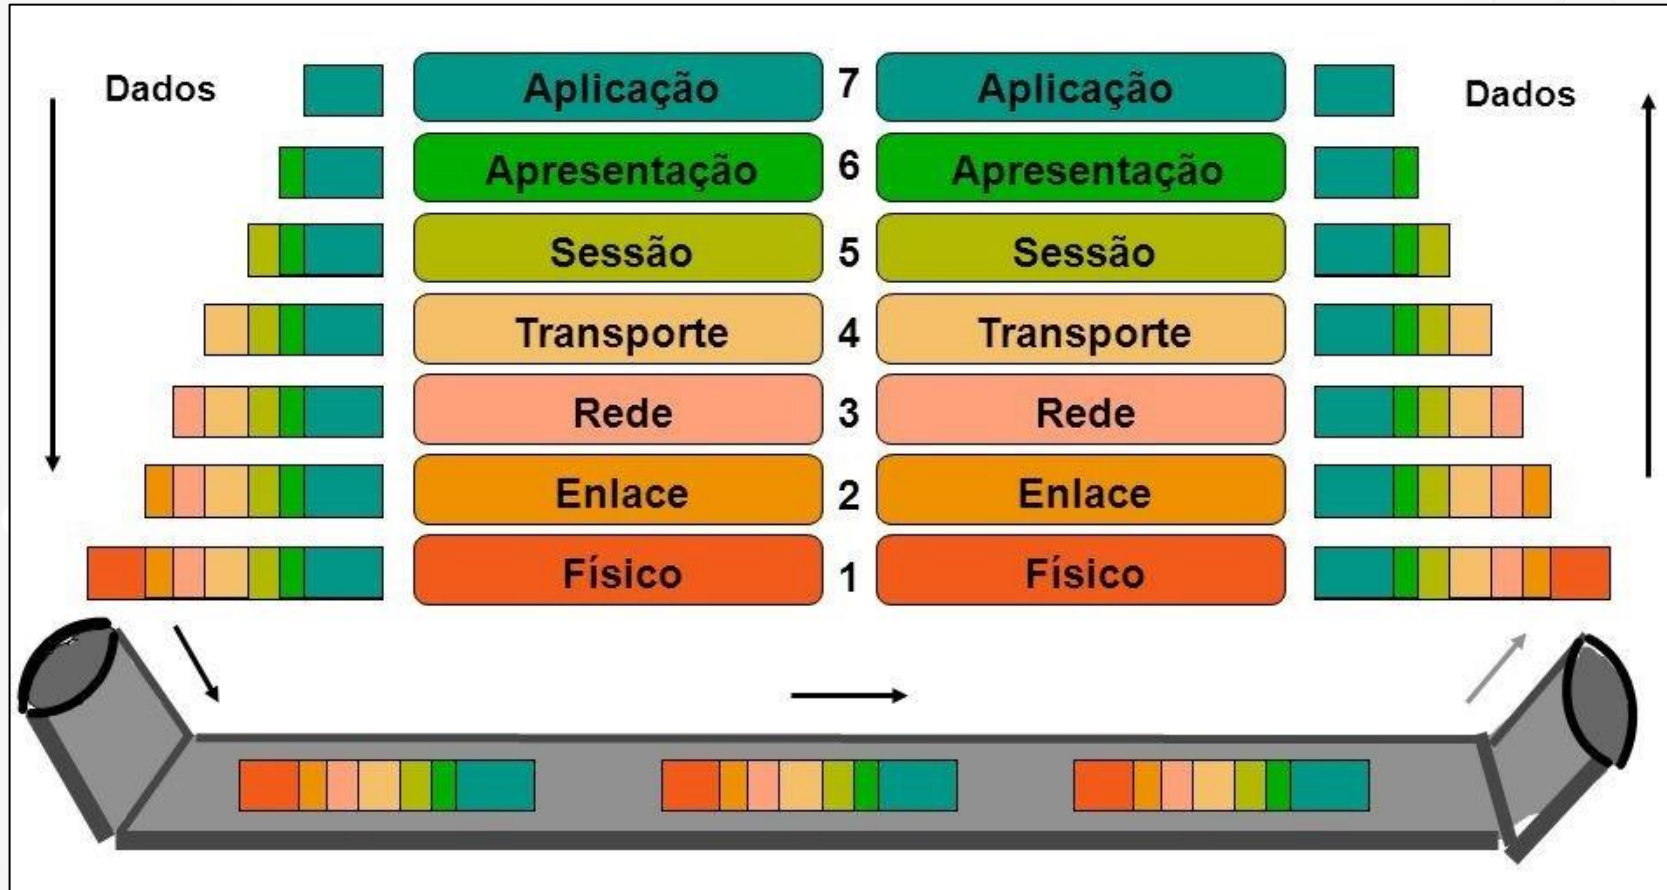 Dados Aplicação 7 Aplicação Dados
Apresentação 6 Apresentação
Sessão 5 Sessão
Transporte 4 Transporte
Rede 3 Rede
Enlace 2 Enlace
Físico 1 Físico